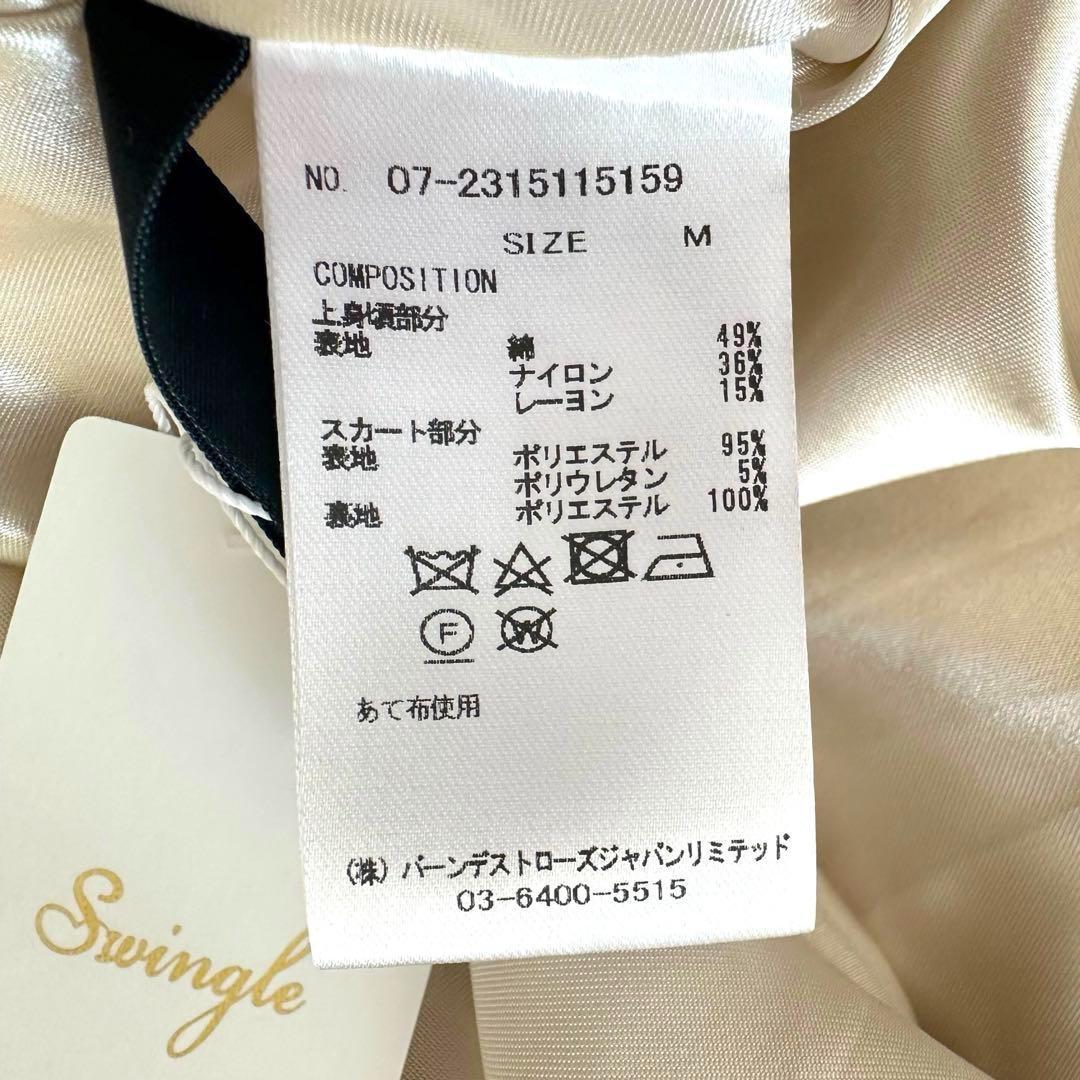 NO. 07-2315115159
SIZE M
COMPOSITION
上身頃部分
表地 綿 49%
ナイロン 36%
レーヨン 15%
スカート部分
表地 ポリエステル 95%
ポリウレタン 5%
裏地 ポリエステル 100%
F
W
あて布使用
(株)バーンデストローズジャパンリミテッド
03-6400-5515
Swingle